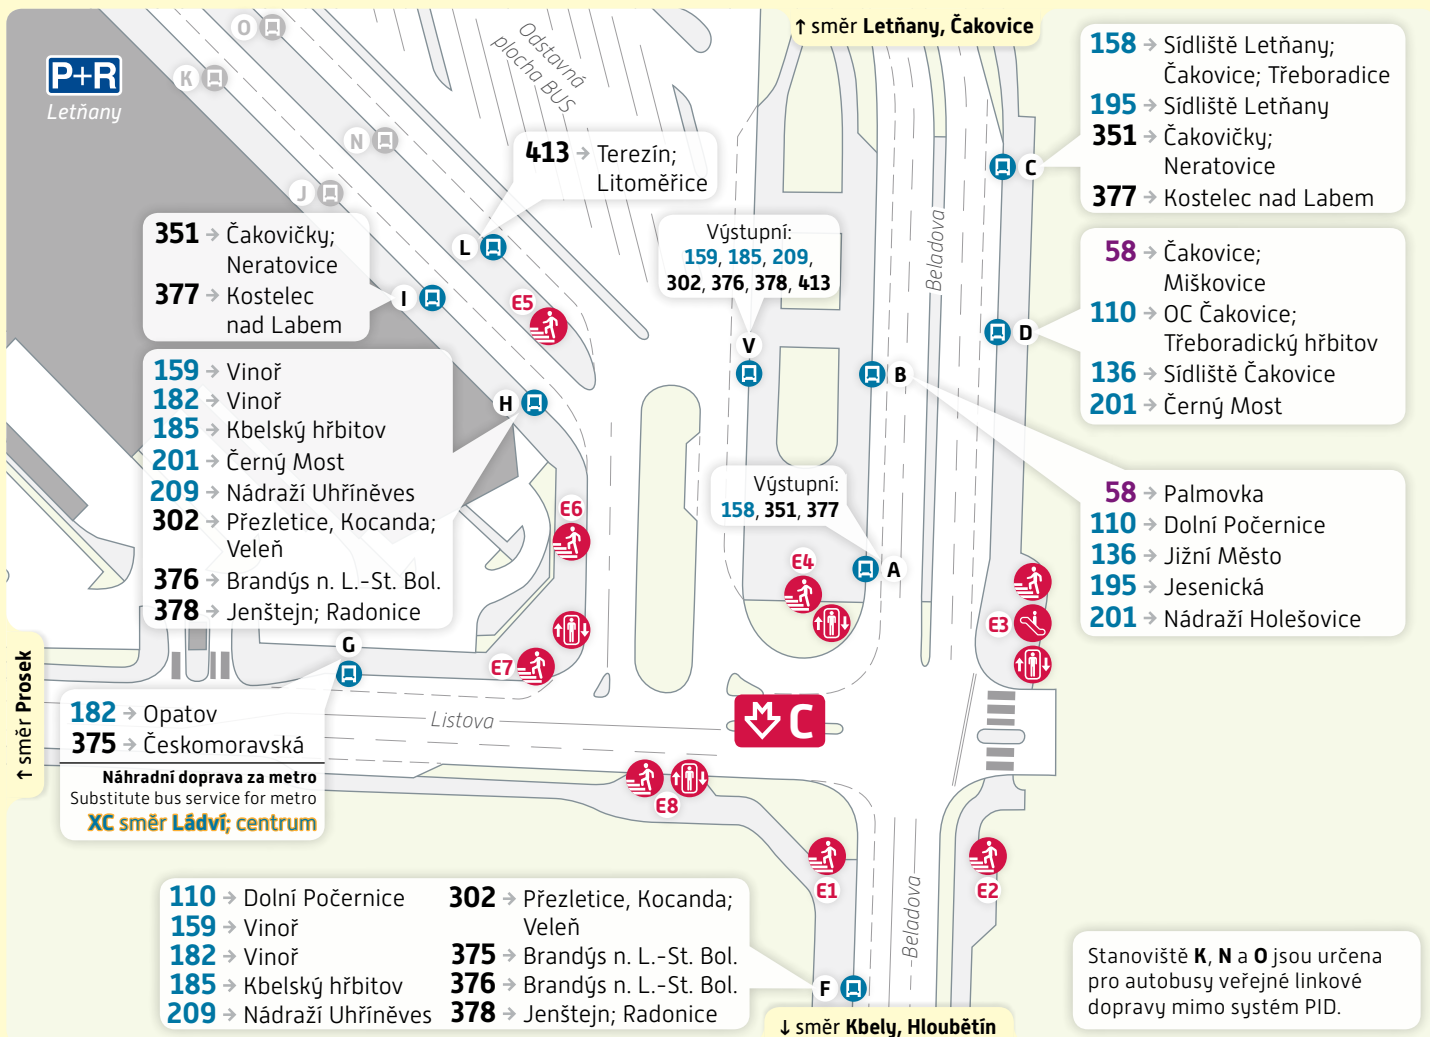 ↑ směr Letňany, Čakovice
P+R
Letňany
O
K
N
J
Odstavná
plocha BUS
413 → Terezín;
Litoměřice
L
351 → Čakovičky;
Neratovice
377 → Kostelec
nad Labem
I
E5
Výstupní:
159, 185, 209,
302, 376, 378, 413
V
Beladova
158 → Sídliště Letňany;
Čakovice; Třeboradice
195 → Sídliště Letňany
351 → Čakovičky;
Neratovice
377 → Kostelec nad Labem
C
58 → Čakovice;
Miškovice
110 → OC Čakovice;
Třeboradický hřbitov
136 → Sídliště Čakovice
201 → Černý Most
D
B
58 → Palmovka
110 → Dolní Počernice
136 → Jižní Město
195 → Jesenická
201 → Nádraží Holešovice
159 → Vinoř
182 → Vinoř
185 → Kbelský hřbitov
201 → Černý Most
209 → Nádraží Uhříněves
302 → Přezletice, Kocanda;
Veleň
376 → Brandýs n. L.-St. Bol.
378 → Jenštejn; Radonice
H
E6
Výstupní:
158, 351, 377
A
E4
E3
E7
G
↑ směr Prosek
182 → Opatov
375 → Českomoravská
Náhradní doprava za metro
Substitute bus service for metro
XC směr Ládví; centrum
Listova
M C
E8
E1
E2
Beladova
110 → Dolní Počernice
159 → Vinoř
182 → Vinoř
185 → Kbelský hřbitov
209 → Nádraží Uhříněves
302 → Přezletice, Kocanda;
Veleň
375 → Brandýs n. L.-St. Bol.
376 → Brandýs n. L.-St. Bol.
378 → Jenštejn; Radonice
F
↓ směr Kbely, Hloubětín
Stanoviště K, N a O jsou určena
pro autobusy veřejné linkové
dopravy mimo systém PID.